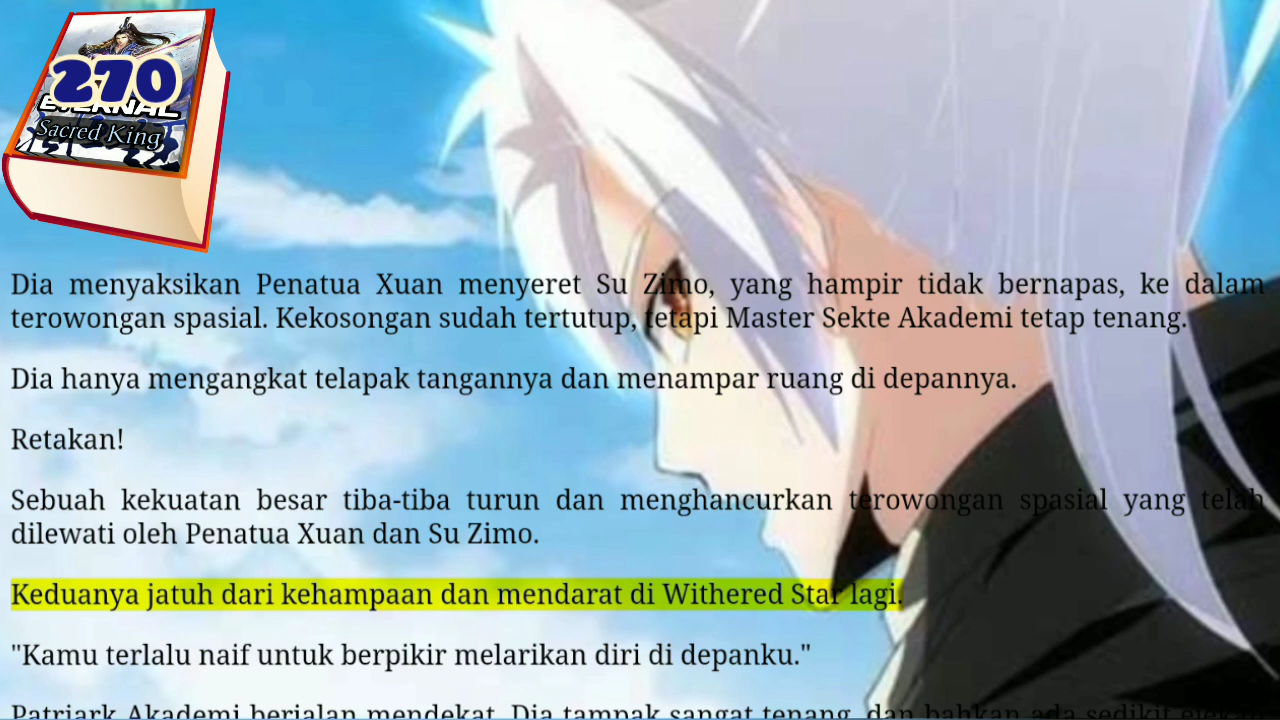 270
ETERNAL
Sacred King
Dia menyaksikan Penatua Xuan menyeret Su Zimo, yang hampir tidak bernapas, ke dalam
terowongan spasial. Kekosongan sudah tertutup, tetapi Master Sekte Akademi tetap tenang.
Dia hanya mengangkat telapak tangannya dan menampar ruang di depannya.
Retakan!
Sebuah kekuatan besar tiba-tiba turun dan menghancurkan terowongan spasial yang telah
dilewati oleh Penatua Xuan dan Su Zimo.
Keduanya jatuh dari kehampaan dan mendarat di Withered Star lagi.
"Kamu terlalu naif untuk berpikir melarikan diri di depanku."
Patriark Akademi berjalan mendekat. Dia tampak sangat tenang, dan bahkan ada sedikit